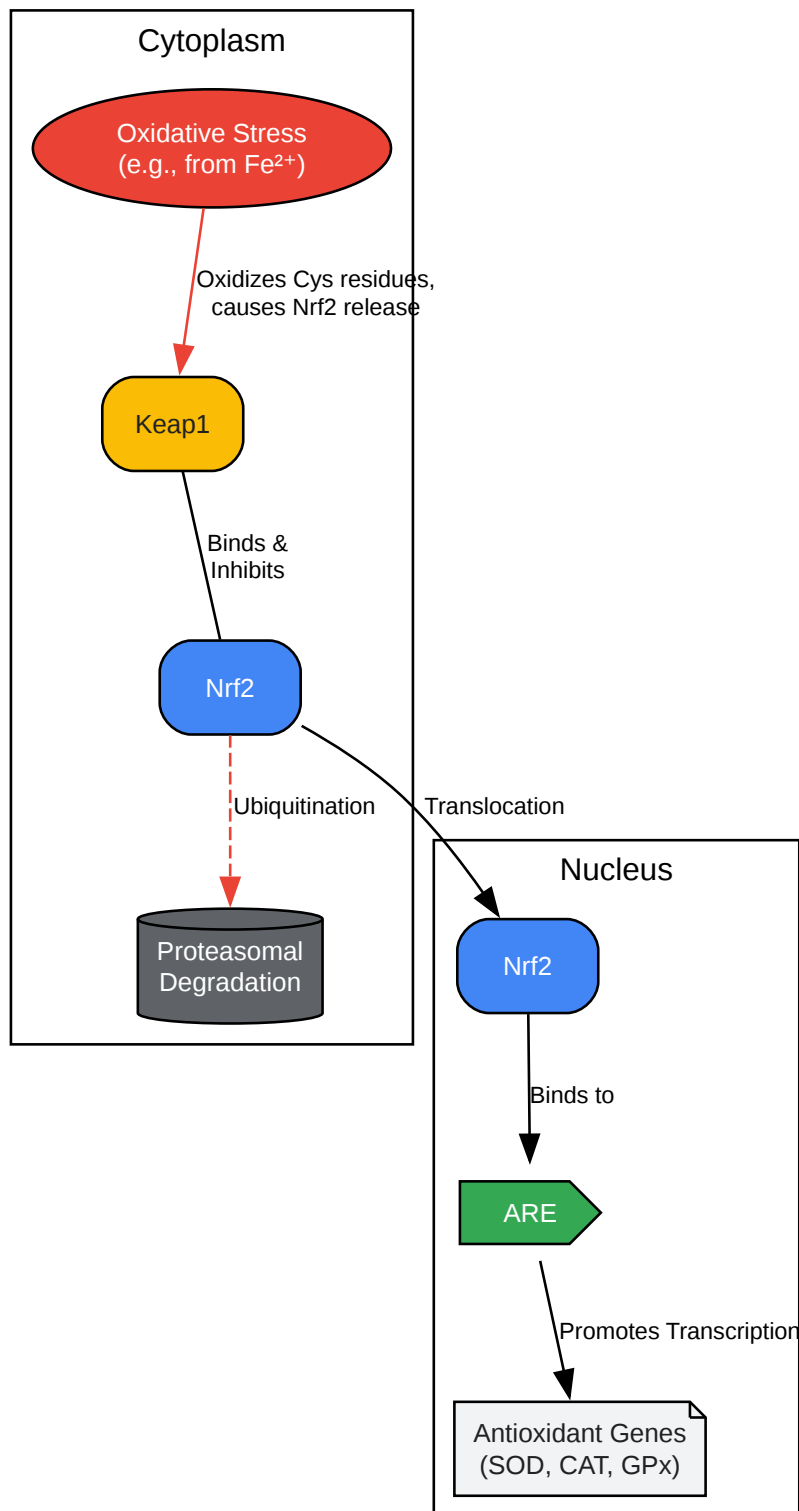 Cytoplasm
Oxidative Stress
(e.g., from Fe²⁺)
Oxidizes Cys residues,
causes Nrf2 release
Keap1
Binds &
Inhibits
Nrf2
Ubiquitination
Translocation
Proteasomal
Degradation
Nucleus
Nrf2
Binds to
ARE
Promotes Transcription
Antioxidant Genes
(SOD, CAT, GPx)